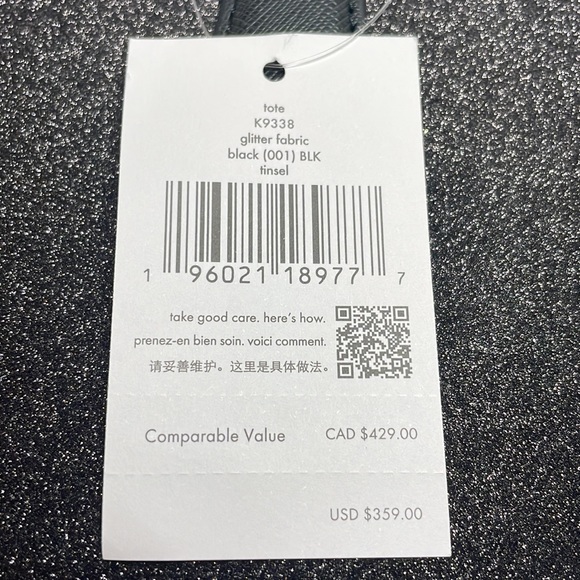 tote
K9338
glitter fabric
black (001) BLK
tinsel
1 96021 18977 7
take good care. here's how.
prenez-en bien soin. voici comment.
请妥善维护。这里是具体做法。
Comparable Value CAD $429.00
USD $359.00